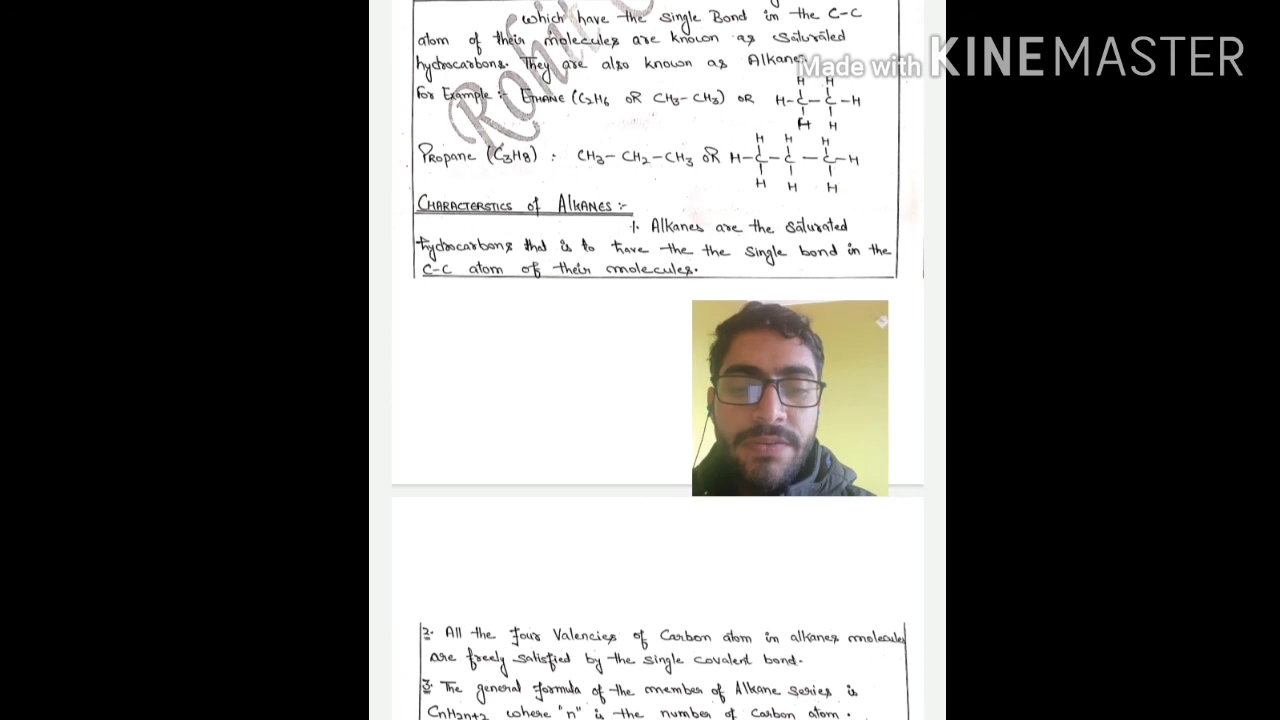 which have the single Bond in the C-C
atom of their molecules are known as Saturated
hydrocarbons. They are also known as Alkanes
Made with KINEMASTER
for Example :- ETHANE (C2H6 OR CH3-CH3) OR
H H
H-C-C-H
H H
PROPANE (C3H8) : CH3-CH2-CH3 OR
H H H
H-C-C-C-H
H H H
CHARACTERSTICS of AlKANES :-
1. Alkanes are the saturated
hydrocarbons that is to have the the single bond in the
C-C atom of their molecules.
2. All the four Valencies of Carbon atom in alkanes molecules
are freely satisfied by the single covalent bond.
3. The general formula of the member of Alkane series is
CnH2n+2 where "n" is the number of Carbon atom.